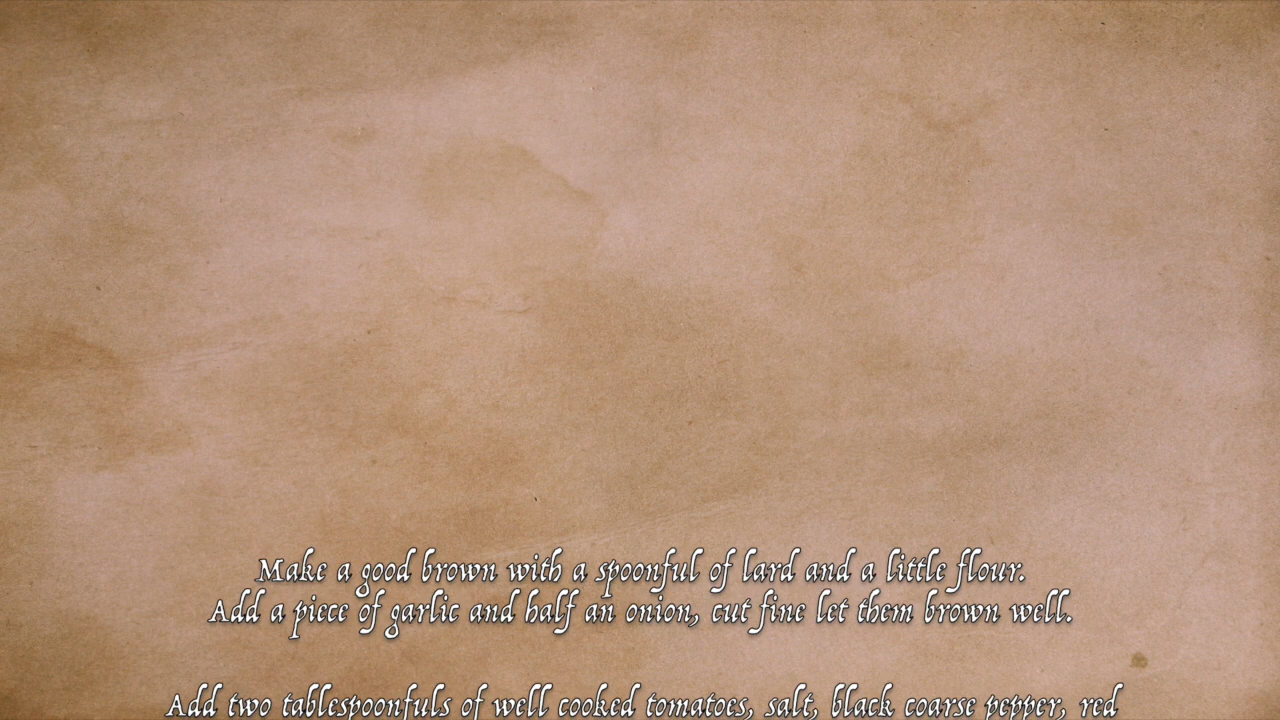 Make a good brown with a spoonful of lard and a little flour.
Add a piece of garlic and half an onion, cut fine let them brown well.
Add two tablespoonfuls of well cooked tomatoes, salt, black coarse pepper, red